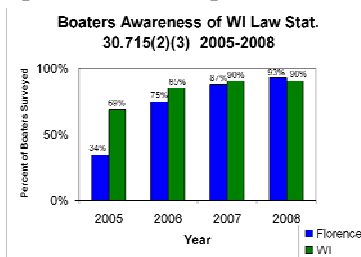 Boaters Awareness of WI Law Stat.
30.715(2)(3) 2005-2008
Percent of Boaters Surveyed
100%
50%
0%
34%
69%
75%
85%
87%
90%
93%
90%
2005 2006 2007 2008
Year
Florence
WI